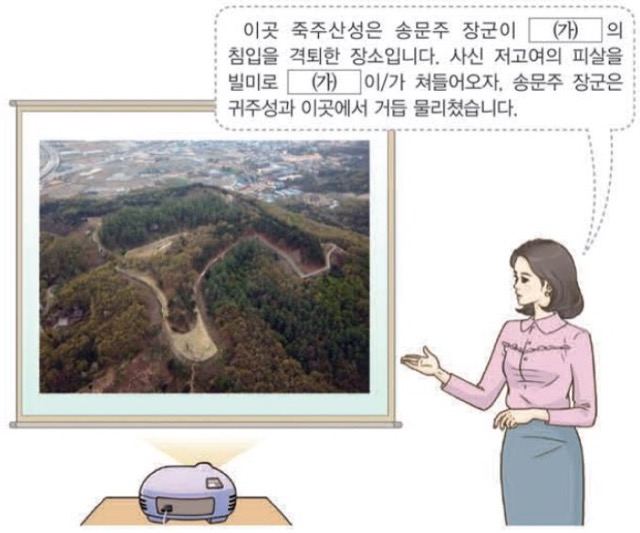 이곳 죽주산성은 송문주 장군이 (가) 의
침입을 격퇴한 장소입니다. 사신 저고여의 피살을
빌미로 (가) 이/가 쳐들어오자, 송문주 장군은
귀주성과 이곳에서 거듭 물리쳤습니다.